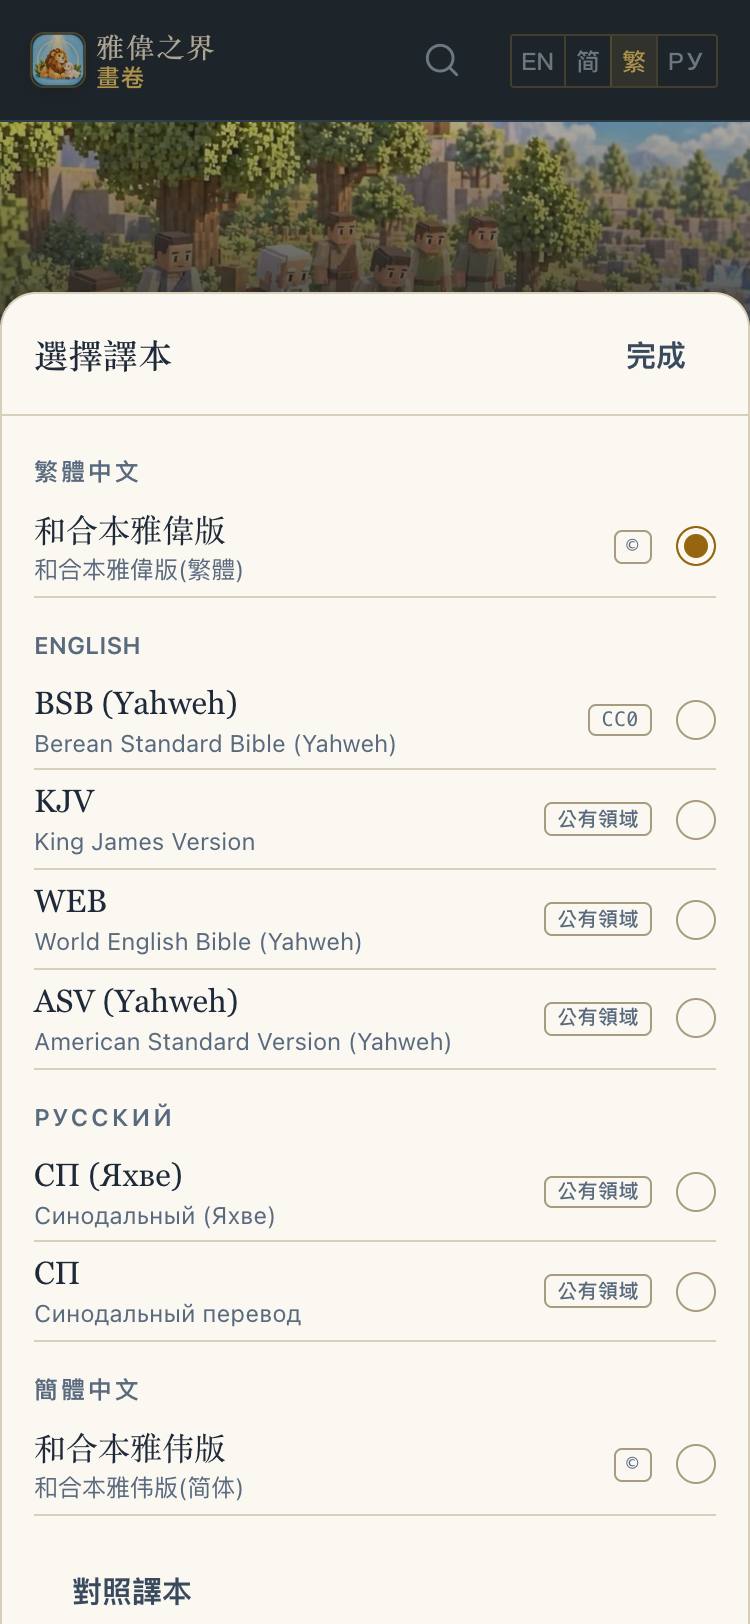 雅偉之界
畫卷
EN 简 繁 РУ
選擇譯本 完成
繁體中文
和合本雅偉版
和合本雅偉版(繁體)
©
ENGLISH
BSB (Yahweh)
Berean Standard Bible (Yahweh)
CC0
KJV
King James Version
公有領域
WEB
World English Bible (Yahweh)
公有領域
ASV (Yahweh)
American Standard Version (Yahweh)
公有領域
РУССКИЙ
СП (Яхве)
Синодальный (Яхве)
公有領域
СП
Синодальный перевод
公有領域
簡體中文
和合本雅伟版
和合本雅伟版(简体)
©
對照譯本